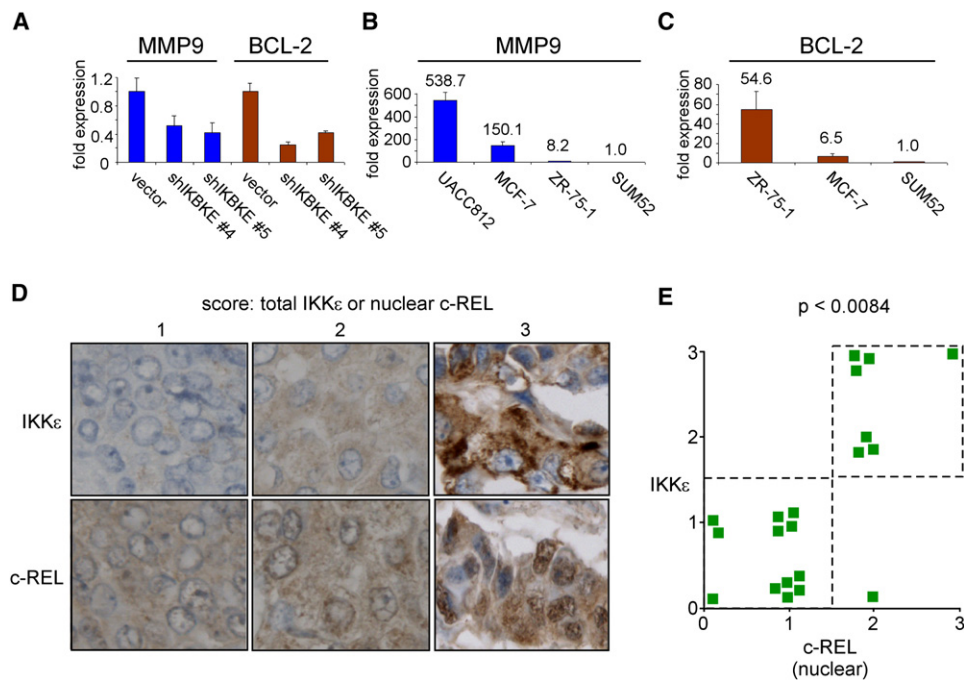 A
MMP9 BCL-2
fold expression
1.2
0.8
0.4
0
vector
shIKBKE #4
shIKBKE #5
vector
shIKBKE #4
shIKBKE #5
B
MMP9
fold expression
600
400
200
0
538.7
150.1
8.2
1.0
UACC812
MCF-7
ZR-75-1
SUM52
C
BCL-2
fold expression
80
60
40
20
0
54.6
6.5
1.0
ZR-75-1
MCF-7
SUM52
D
score: total IKKε or nuclear c-REL
1 2 3
IKKε
c-REL
E
p < 0.0084
3
2
IKKε
1
0
0 1 2 3
c-REL
(nuclear)